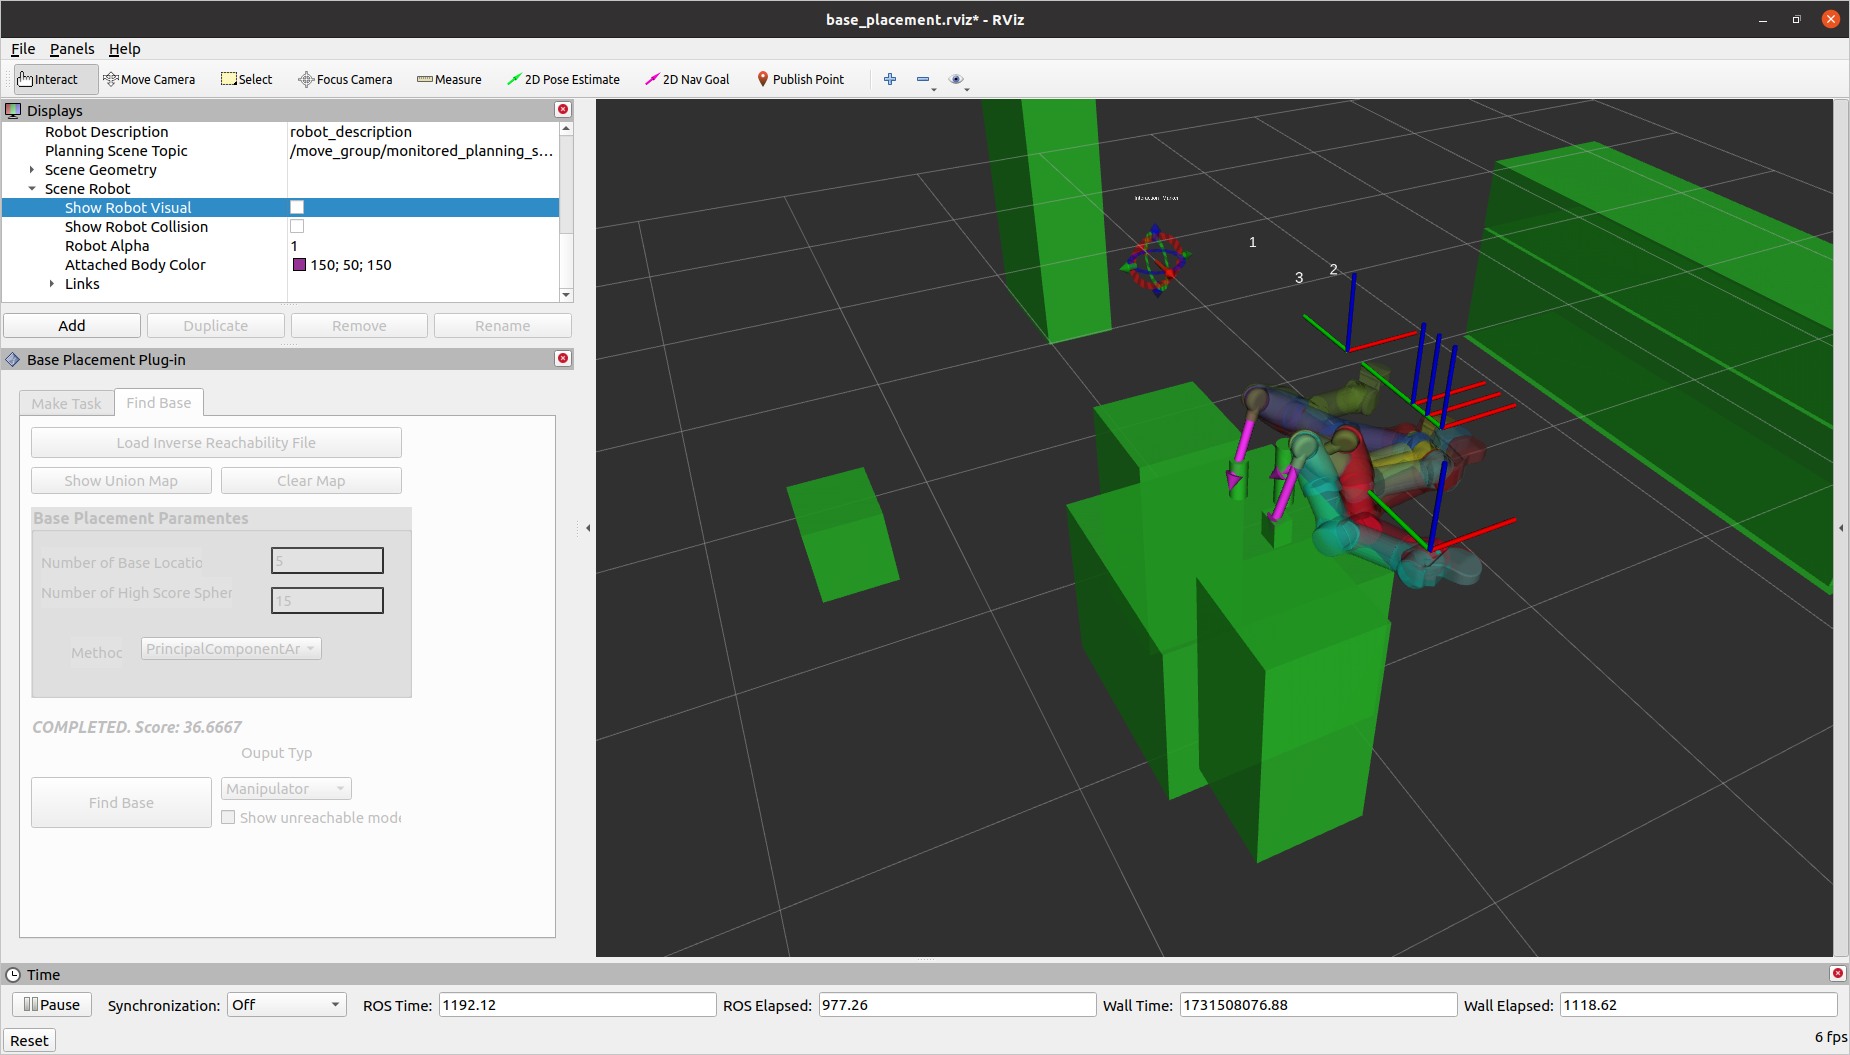 base_placement.rviz* - RViz
File Panels Help
Interact Move Camera Select Focus Camera Measure 2D Pose Estimate 2D Nav Goal Publish Point
Displays
Robot Description robot_description
Planning Scene Topic /move_group/monitored_planning_s...
Scene Geometry
Scene Robot
Show Robot Visual
Show Robot Collision
Robot Alpha 1
Attached Body Color 150; 50; 150
Links
Add Duplicate Remove Rename
Base Placement Plug-in
Make Task Find Base
Load Inverse Reachability File
Show Union Map Clear Map
Base Placement Paramentes
Number of Base Locatio 5
Number of High Score Spher 15
Methoc PrincipalComponentAr
COMPLETED. Score: 36.6667
Ouput Typ
Find Base Manipulator
Show unreachable mode
Interaction Marker
1
2
3
Time
Pause Synchronization: Off ROS Time: 1192.12 ROS Elapsed: 977.26 Wall Time: 1731508076.88 Wall Elapsed: 1118.62
Reset 6 fps